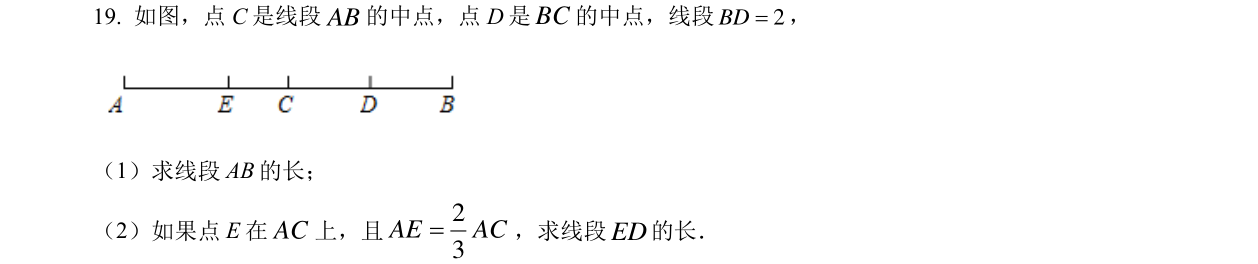 19. 如图，点 C 是线段 AB 的中点，点 D 是 BC 的中点，线段 BD = 2，
A E C D B
（1）求线段 AB 的长；
（2）如果点 E 在 AC 上，且 AE = \frac{2}{3} AC，求线段 ED 的长．